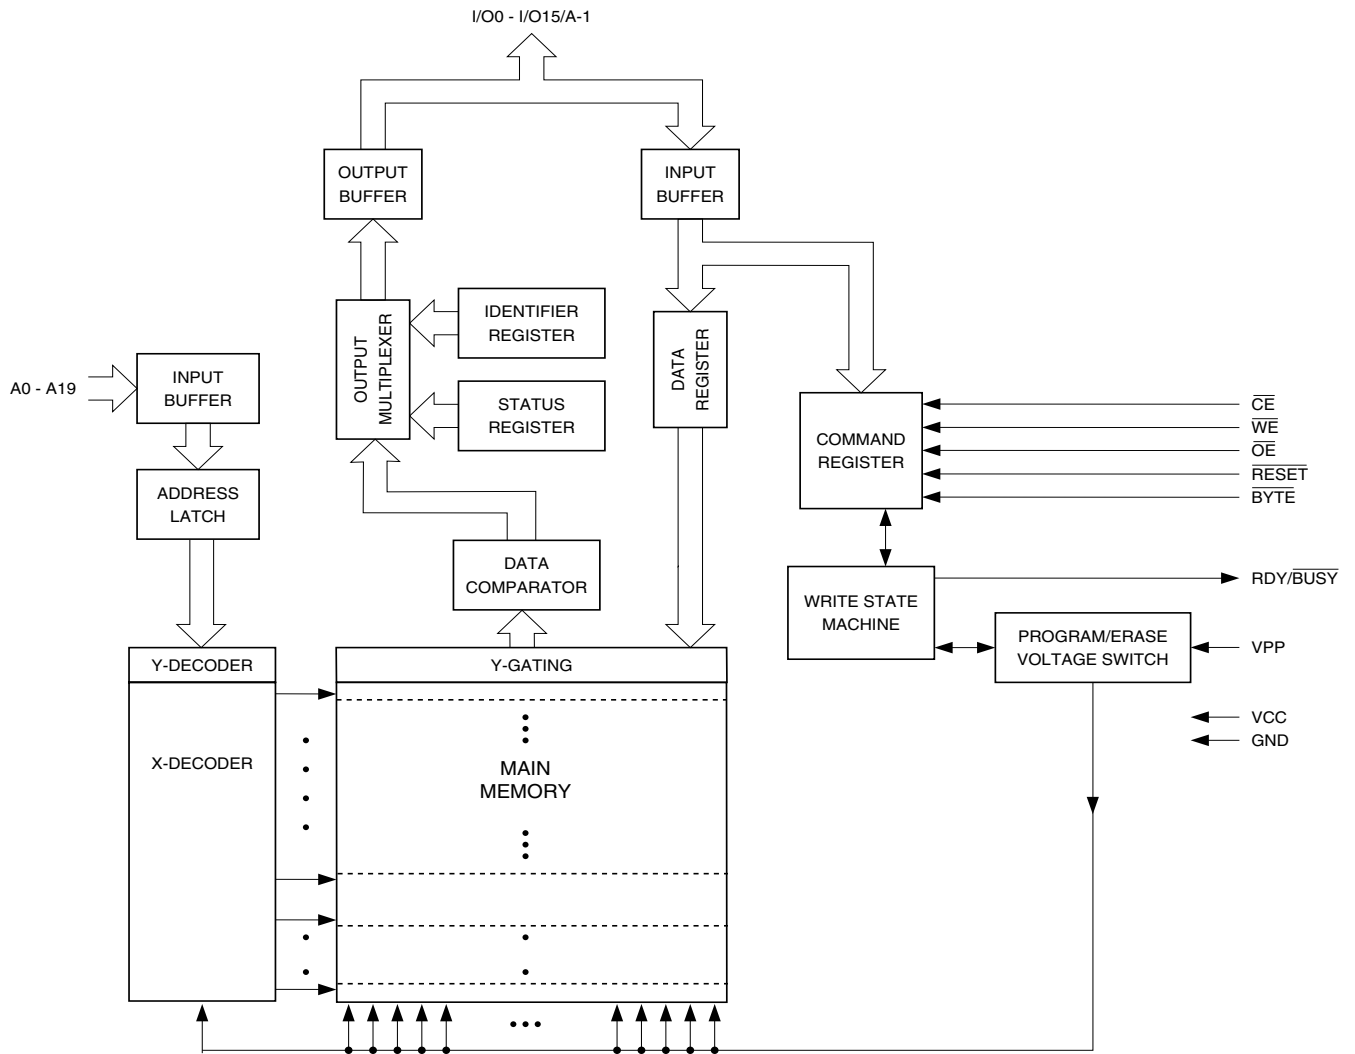 I/O0 - I/O15/A-1
OUTPUT
BUFFER
INPUT
BUFFER
IDENTIFIER
REGISTER
OUTPUT
MULTIPLEXER
DATA
REGISTER
A0 - A19
INPUT
BUFFER
STATUS
REGISTER
COMMAND
REGISTER
CE
WE
OE
RESET
BYTE
ADDRESS
LATCH
DATA
COMPARATOR
WRITE STATE
MACHINE
RDY/BUSY
PROGRAM/ERASE
VOLTAGE SWITCH
VPP
Y-DECODER
Y-GATING
VCC
GND
X-DECODER
MAIN
MEMORY